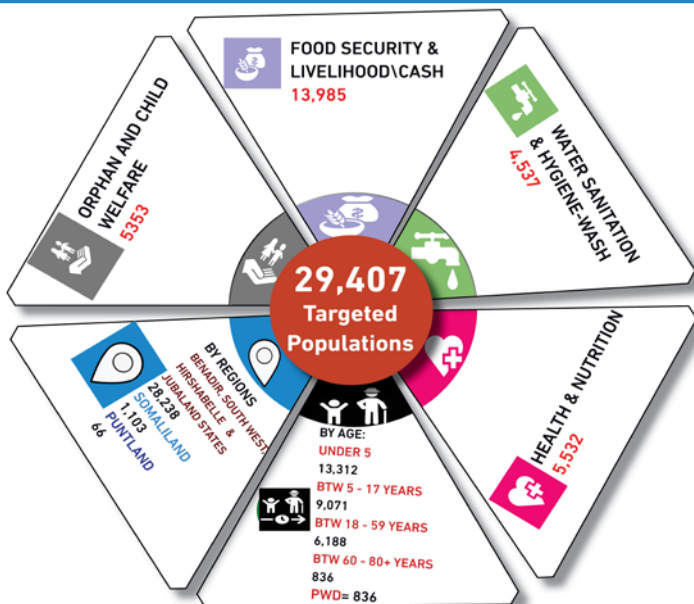 FOOD SECURITY &
LIVELIHOOD\CASH
13,985
WATER SANITATION
& HYGIENE-WASH
4,537
HEALTH & NUTRITION
5,532
BY AGE:
UNDER 5
13,312
BTW 5 - 17 YEARS
9,071
BTW 18 - 59 YEARS
6,188
BTW 60 - 80+ YEARS
836
PWD= 836
BY REGIONS
BENADIR, SOUTH WEST,
HIRSHABELLE &
JUBALAND STATES
28,238
SOMALILAND
1,103
PUNTLAND
66
ORPHAN AND CHILD
WELFARE
5353
29,407
Targeted
Populations